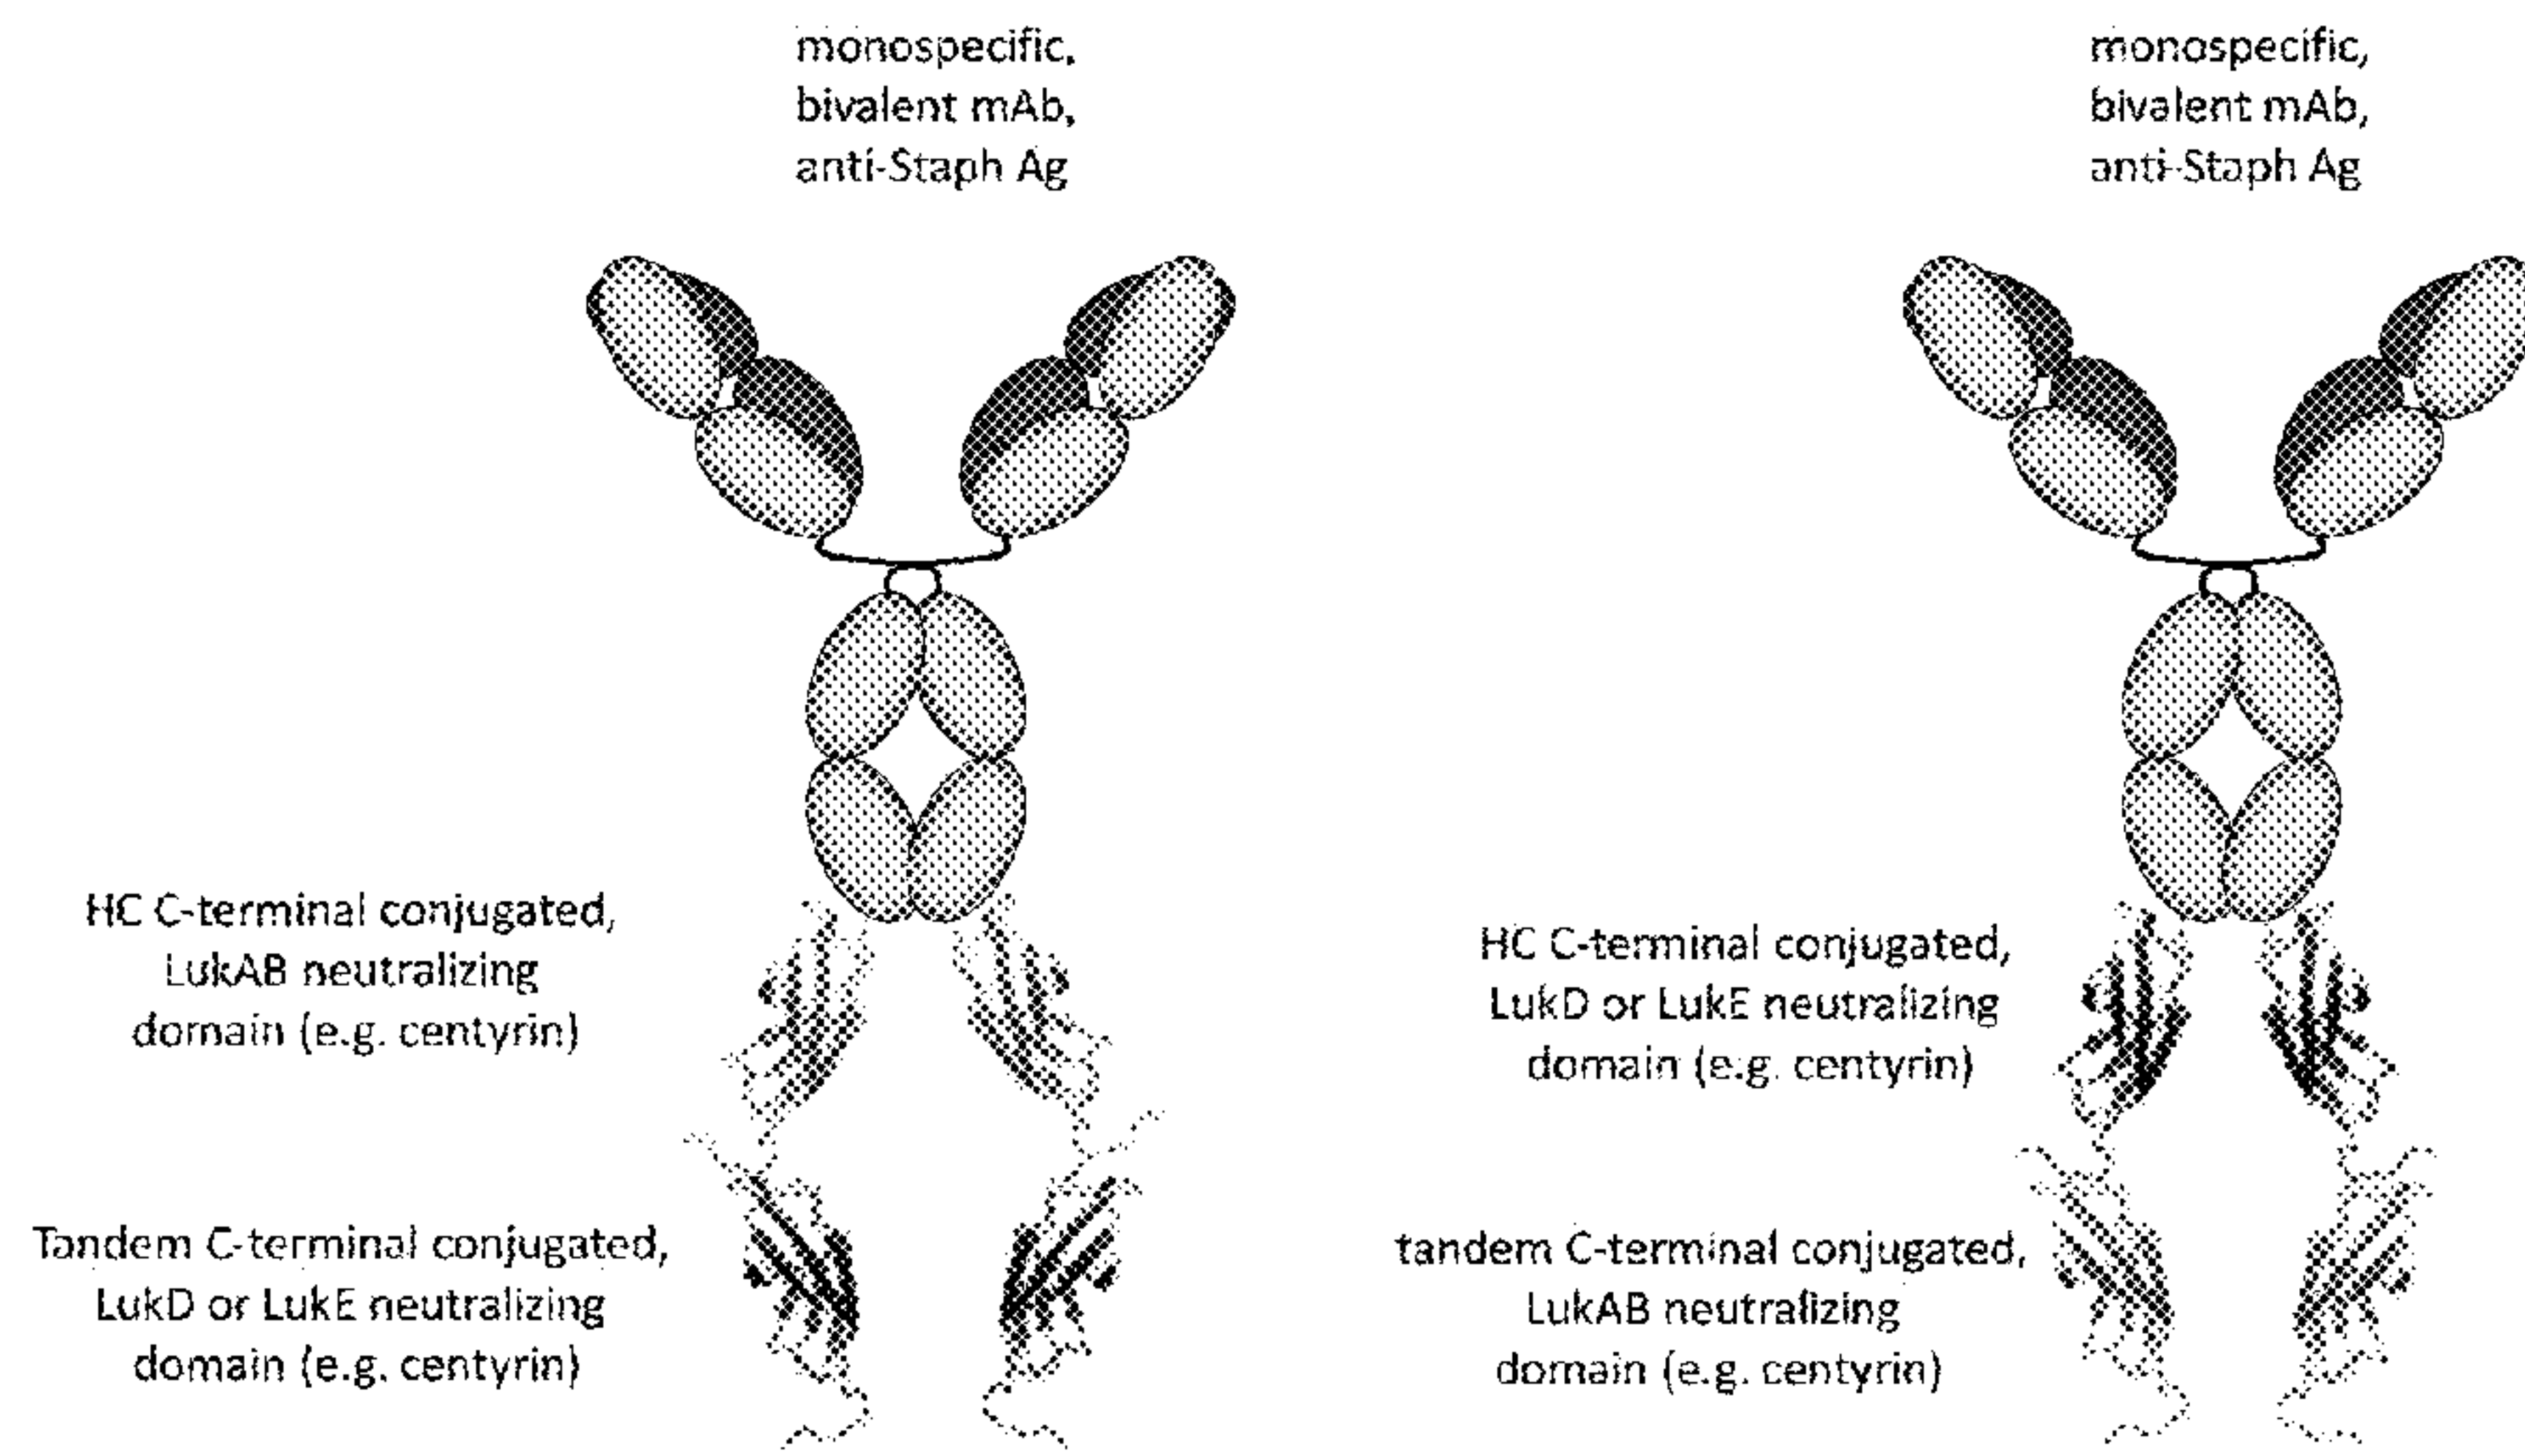 monospecific,
bivalent mAb,
anti-Staph Ag
HC C-terminal conjugated,
LukAB neutralizing
domain (e.g. centyrin)
Tandem C-terminal conjugated,
LukD or LukE neutralizing
domain (e.g. centyrin)
monospecific,
bivalent mAb,
anti-Staph Ag
HC C-terminal conjugated,
LukD or LukE neutralizing
domain (e.g. centyrin)
tandem C-terminal conjugated,
LukAB neutralizing
domain (e.g. centyrin)